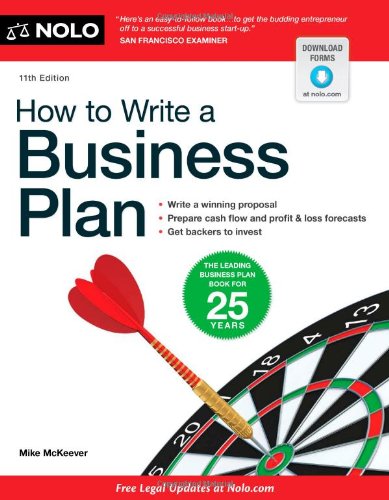 NOLO
"Here's an easy-to-follow book...to get the budding entrepreneur
off to a successful business start-up."
SAN FRANCISCO EXAMINER
DOWNLOAD
FORMS
at nolo.com
11th Edition
How to Write a
Business
Plan
• Write a winning proposal
• Prepare cash flow and profit & loss forecasts
• Get backers to invest
THE LEADING
BUSINESS PLAN
BOOK FOR
25
YEARS
Mike McKeever
Free Legal Updates at Nolo.com